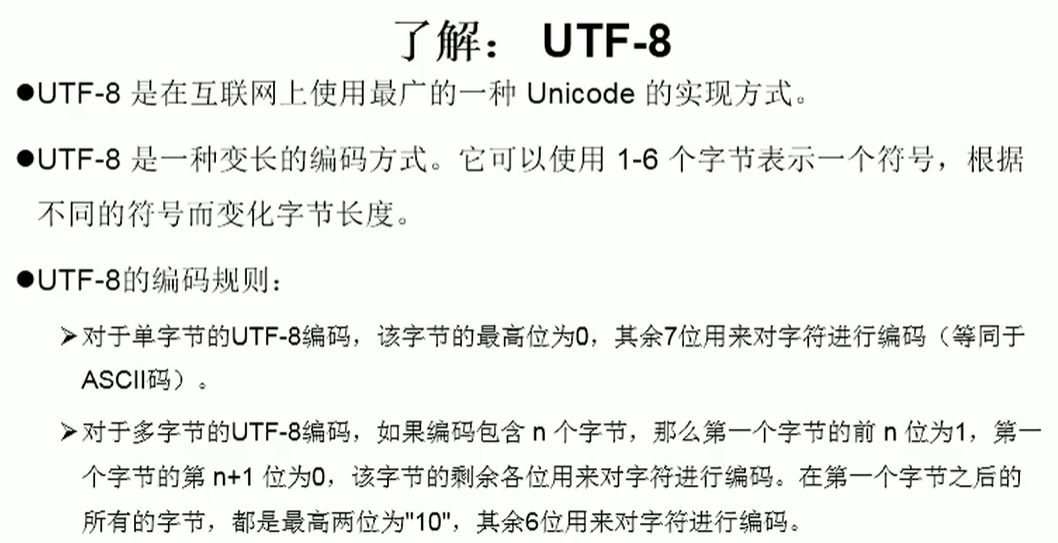 了解： UTF-8
●UTF-8 是在互联网上使用最广的一种 Unicode 的实现方式。
●UTF-8 是一种变长的编码方式。它可以使用 1-6 个字节表示一个符号，根据
不同的符号而变化字节长度。
●UTF-8的编码规则：
➢对于单字节的UTF-8编码，该字节的最高位为0，其余7位用来对字符进行编码（等同于
ASCII码）。
➢对于多字节的UTF-8编码，如果编码包含 n 个字节，那么第一个字节的前 n 位为1，第一
个字节的第 n+1 位为0，该字节的剩余各位用来对字符进行编码。在第一个字节之后的
所有的字节，都是最高两位为"10"，其余6位用来对字符进行编码。